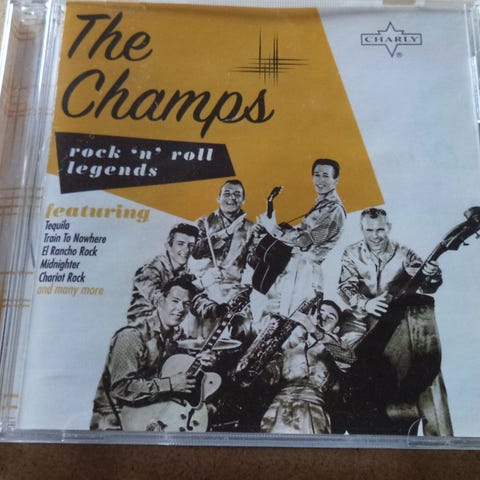 The
Champs
CHARLY
®
rock 'n' roll
legends
featuring
Tequila
Train To Nowhere
El Rancho Rock
Midnighter
Chariot Rock
and many more